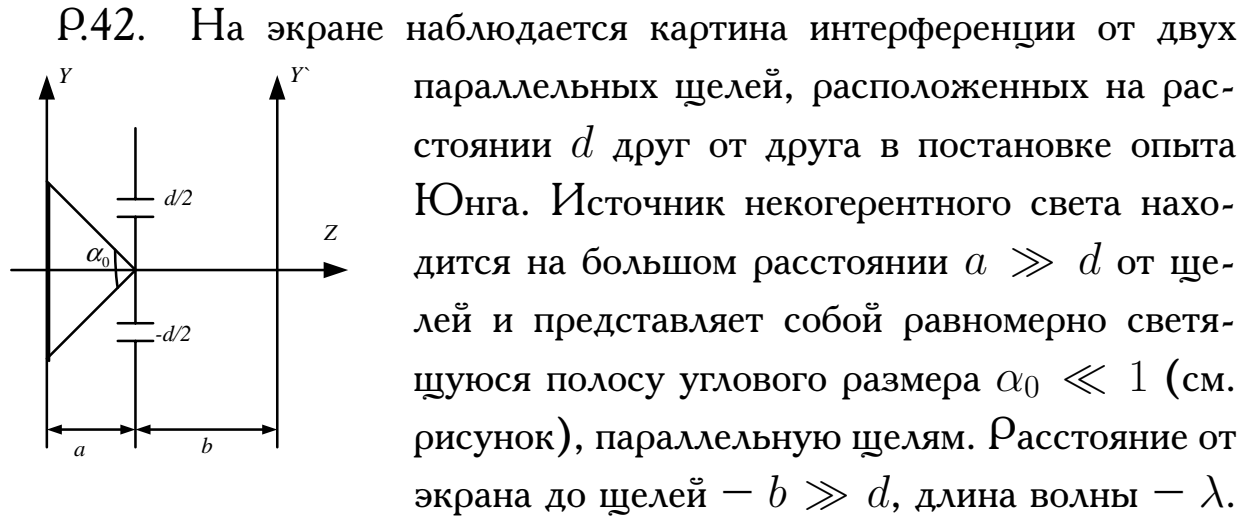 Р.42. На экране наблюдается картина интерференции от двух
параллельных щелей, расположенных на рас-
стоянии d друг от друга в постановке опыта
Юнга. Источник некогерентного света нахо-
дится на большом расстоянии a ≫ d от ще-
лей и представляет собой равномерно светя-
щуюся полосу углового размера α₀ ≪ 1 (см.
рисунок), параллельную щелям. Расстояние от
экрана до щелей — b ≫ d, длина волны — λ.
Y
Y`
d/2
Z
α₀
-d/2
a
b